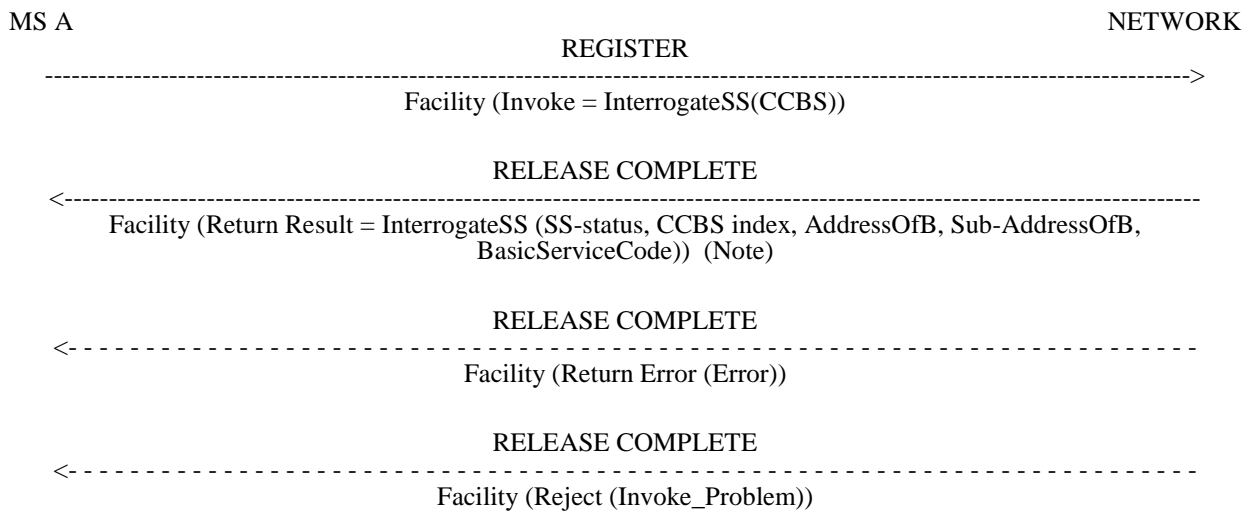 MS A NETWORK
REGISTER
------------------------------------------------------------------------------------------------------------------------------------>
Facility (Invoke = InterrogateSS(CCBS))
RELEASE COMPLETE
<------------------------------------------------------------------------------------------------------------------------------------
Facility (Return Result = InterrogateSS (SS-status, CCBS index, AddressOfB, Sub-AddressOfB,
BasicServiceCode)) (Note)
RELEASE COMPLETE
<- - - - - - - - - - - - - - - - - - - - - - - - - - - - - - - - - - - - - - - - - - - - - - - - - - - - - - - - - - - - - - - - - - - - - - - - -
Facility (Return Error (Error))
RELEASE COMPLETE
<- - - - - - - - - - - - - - - - - - - - - - - - - - - - - - - - - - - - - - - - - - - - - - - - - - - - - - - - - - - - - - - - - - - - - - - - -
Facility (Reject (Invoke_Problem))